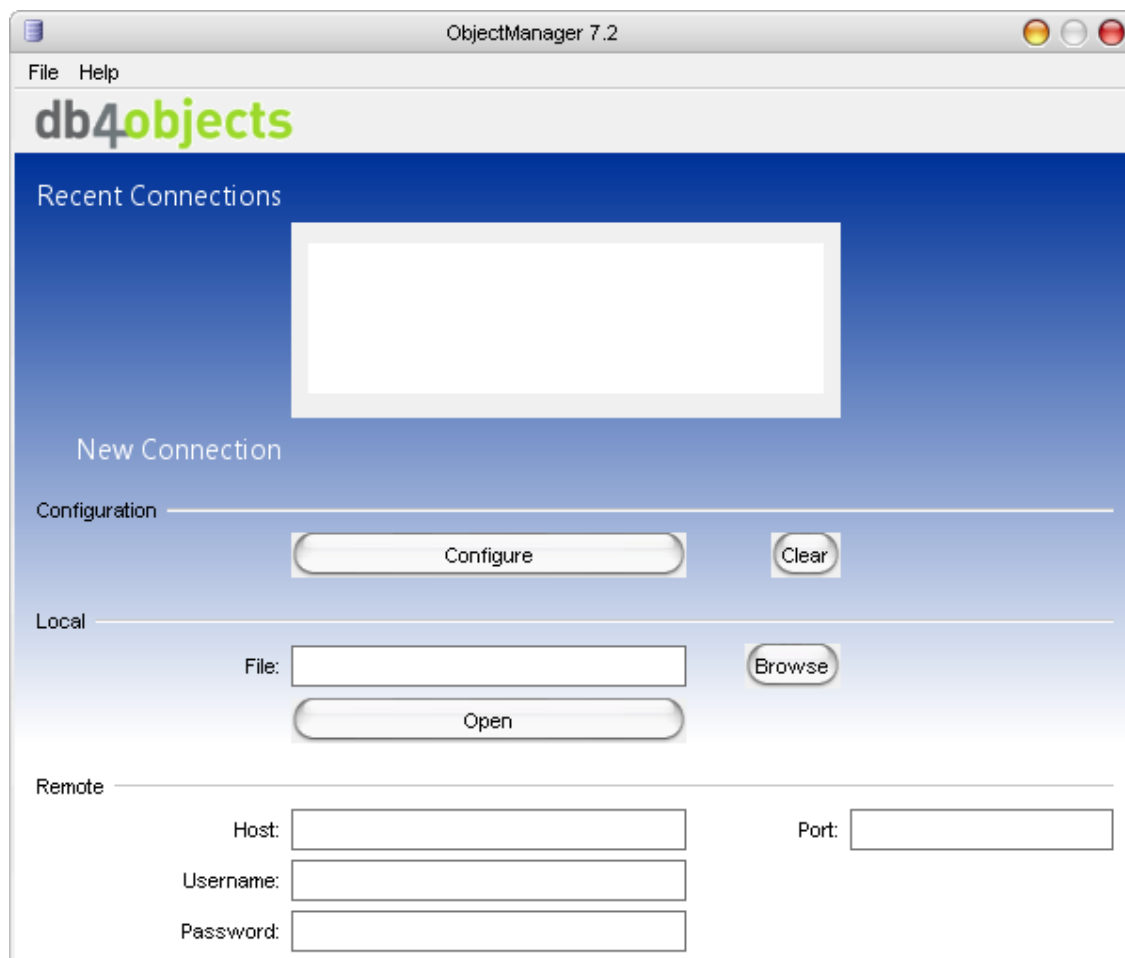 ObjectManager 7.2
File Help
db4objects
Recent Connections
New Connection
Configuration
Configure Clear
Local
File: Browse
Open
Remote
Host: Port:
Username:
Password: